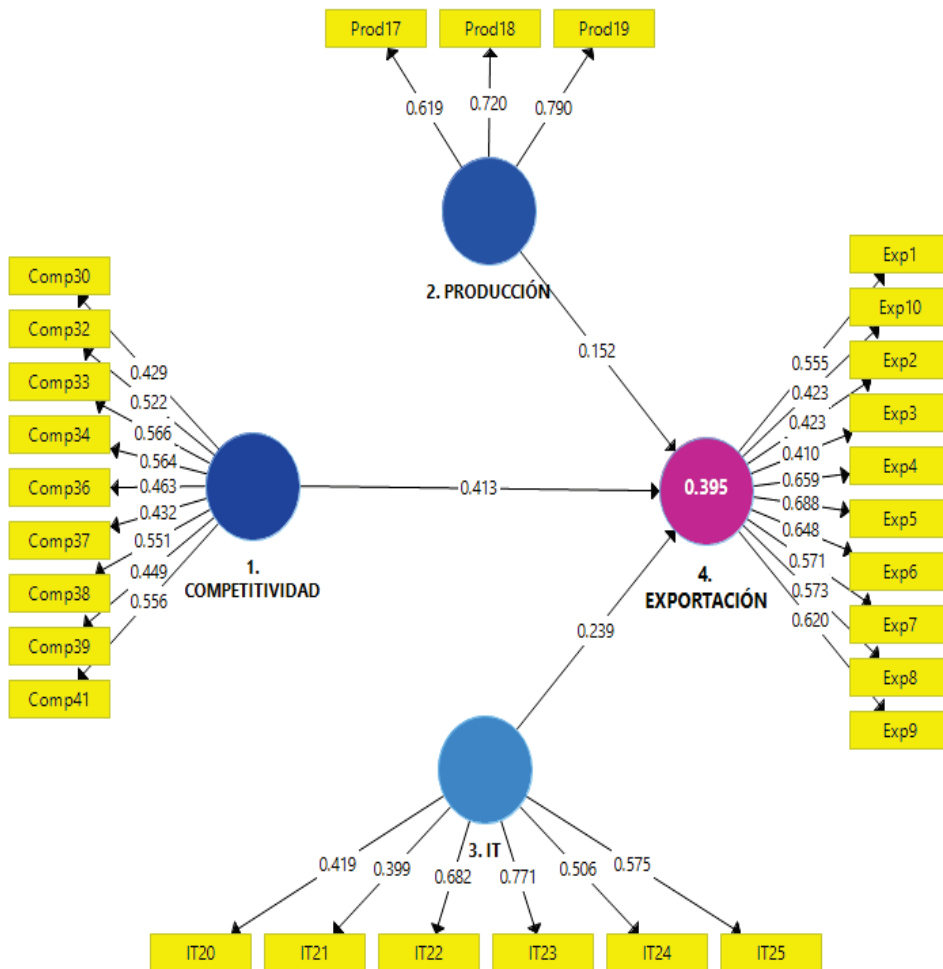 Prod17
Prod18
Prod19
0.619
0.720
0.790
2. PRODUCCIÓN
0.152
Comp30
Comp32
Comp33
Comp34
Comp36
Comp37
Comp38
Comp39
Comp41
0.429
0.522
0.566
0.564
0.463
0.432
0.551
0.449
0.556
1.
COMPETITIVIDAD
0.413
0.395
4.
EXPORTACIÓN
0.555
0.423
0.423
0.410
0.659
0.688
0.648
0.571
0.573
0.620
Exp1
Exp10
Exp2
Exp3
Exp4
Exp5
Exp6
Exp7
Exp8
Exp9
0.239
3. IT
0.419
0.399
0.682
0.771
0.506
0.575
IT20
IT21
IT22
IT23
IT24
IT25